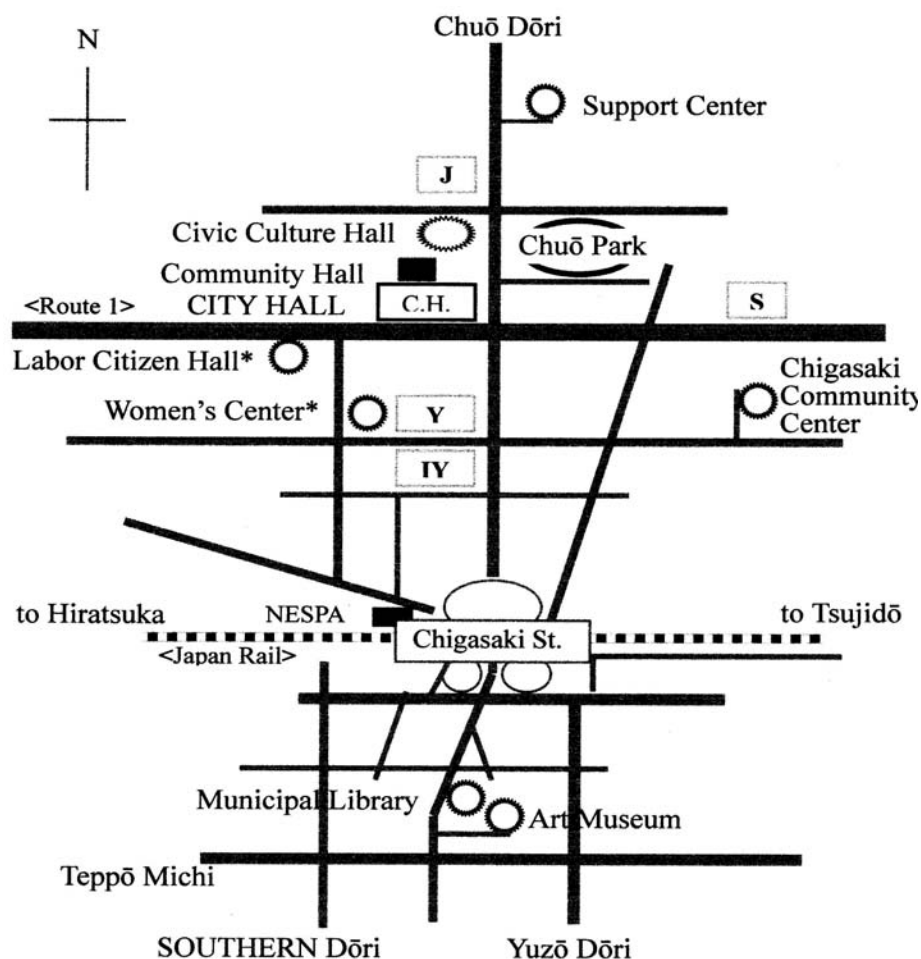 Chuō Dōri
N
Support Center
J
Civic Culture Hall
Chuō Park
Community Hall
<Route 1>
CITY HALL
C.H.
S
Labor Citizen Hall*
Chigasaki
Community
Center
Women's Center*
Y
IY
to Hiratsuka
NESPA
to Tsujidō
Chigasaki St.
<Japan Rail>
Municipal Library
Art Museum
Teppō Michi
SOUTHERN Dōri
Yuzō Dōri